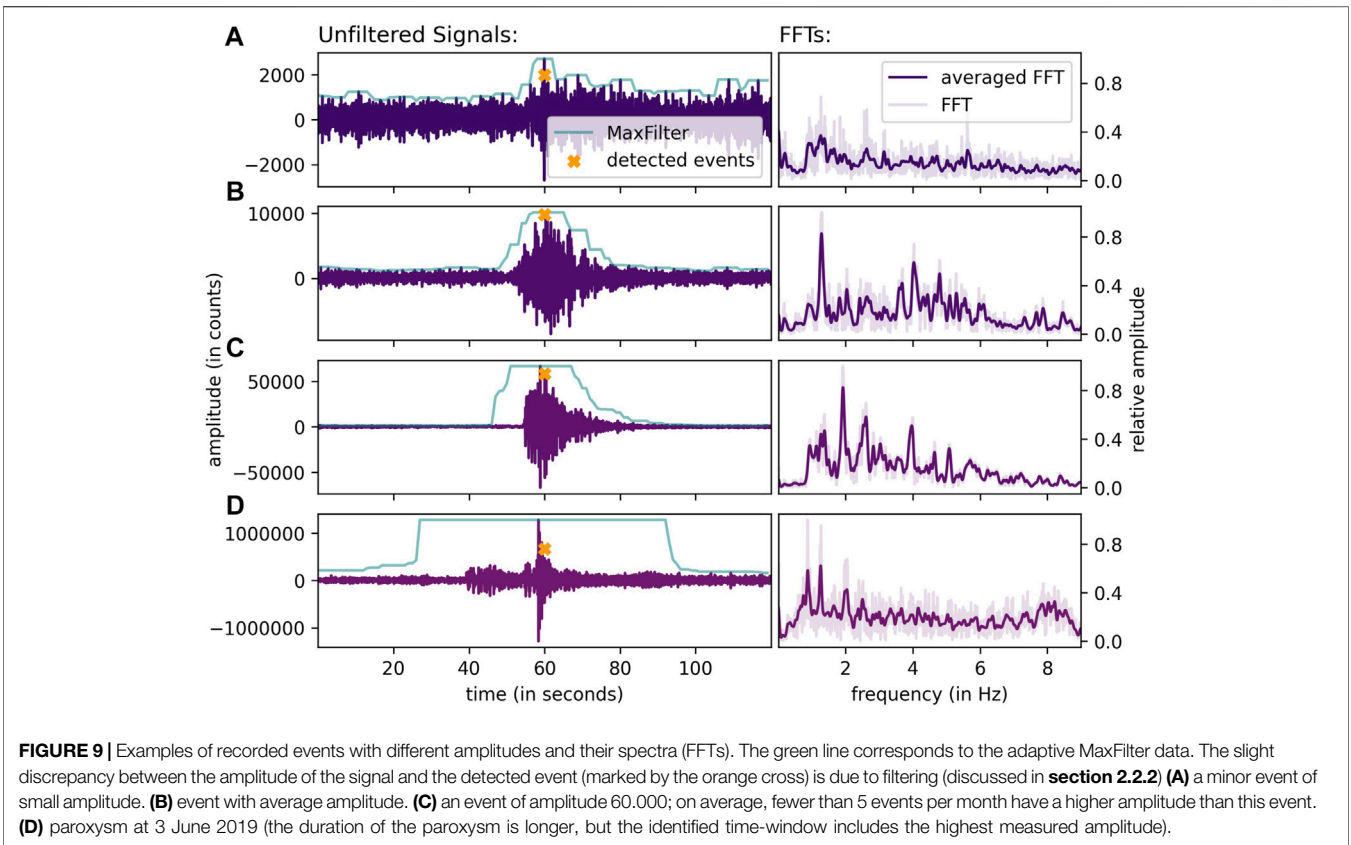 A
Unfiltered Signals:
FFTs:
2000
0
−2000
MaxFilter
detected events
averaged FFT
FFT
0.8
0.4
0.0
B
10000
0
0.8
0.4
0.0
C
50000
0
−50000
0.8
0.4
0.0
D
1000000
0
−1000000
0.8
0.4
0.0
amplitude (in counts)
relative amplitude
20
40
60
80
100
2
4
6
8
time (in seconds)
frequency (in Hz)
FIGURE 9 | Examples of recorded events with different amplitudes and their spectra (FFTs). The green line corresponds to the adaptive MaxFilter data. The slight
discrepancy between the amplitude of the signal and the detected event (marked by the orange cross) is due to filtering (discussed in section 2.2.2) (A) a minor event of
small amplitude. (B) event with average amplitude. (C) an event of amplitude 60.000; on average, fewer than 5 events per month have a higher amplitude than this event.
(D) paroxysm at 3 June 2019 (the duration of the paroxysm is longer, but the identified time-window includes the highest measured amplitude).